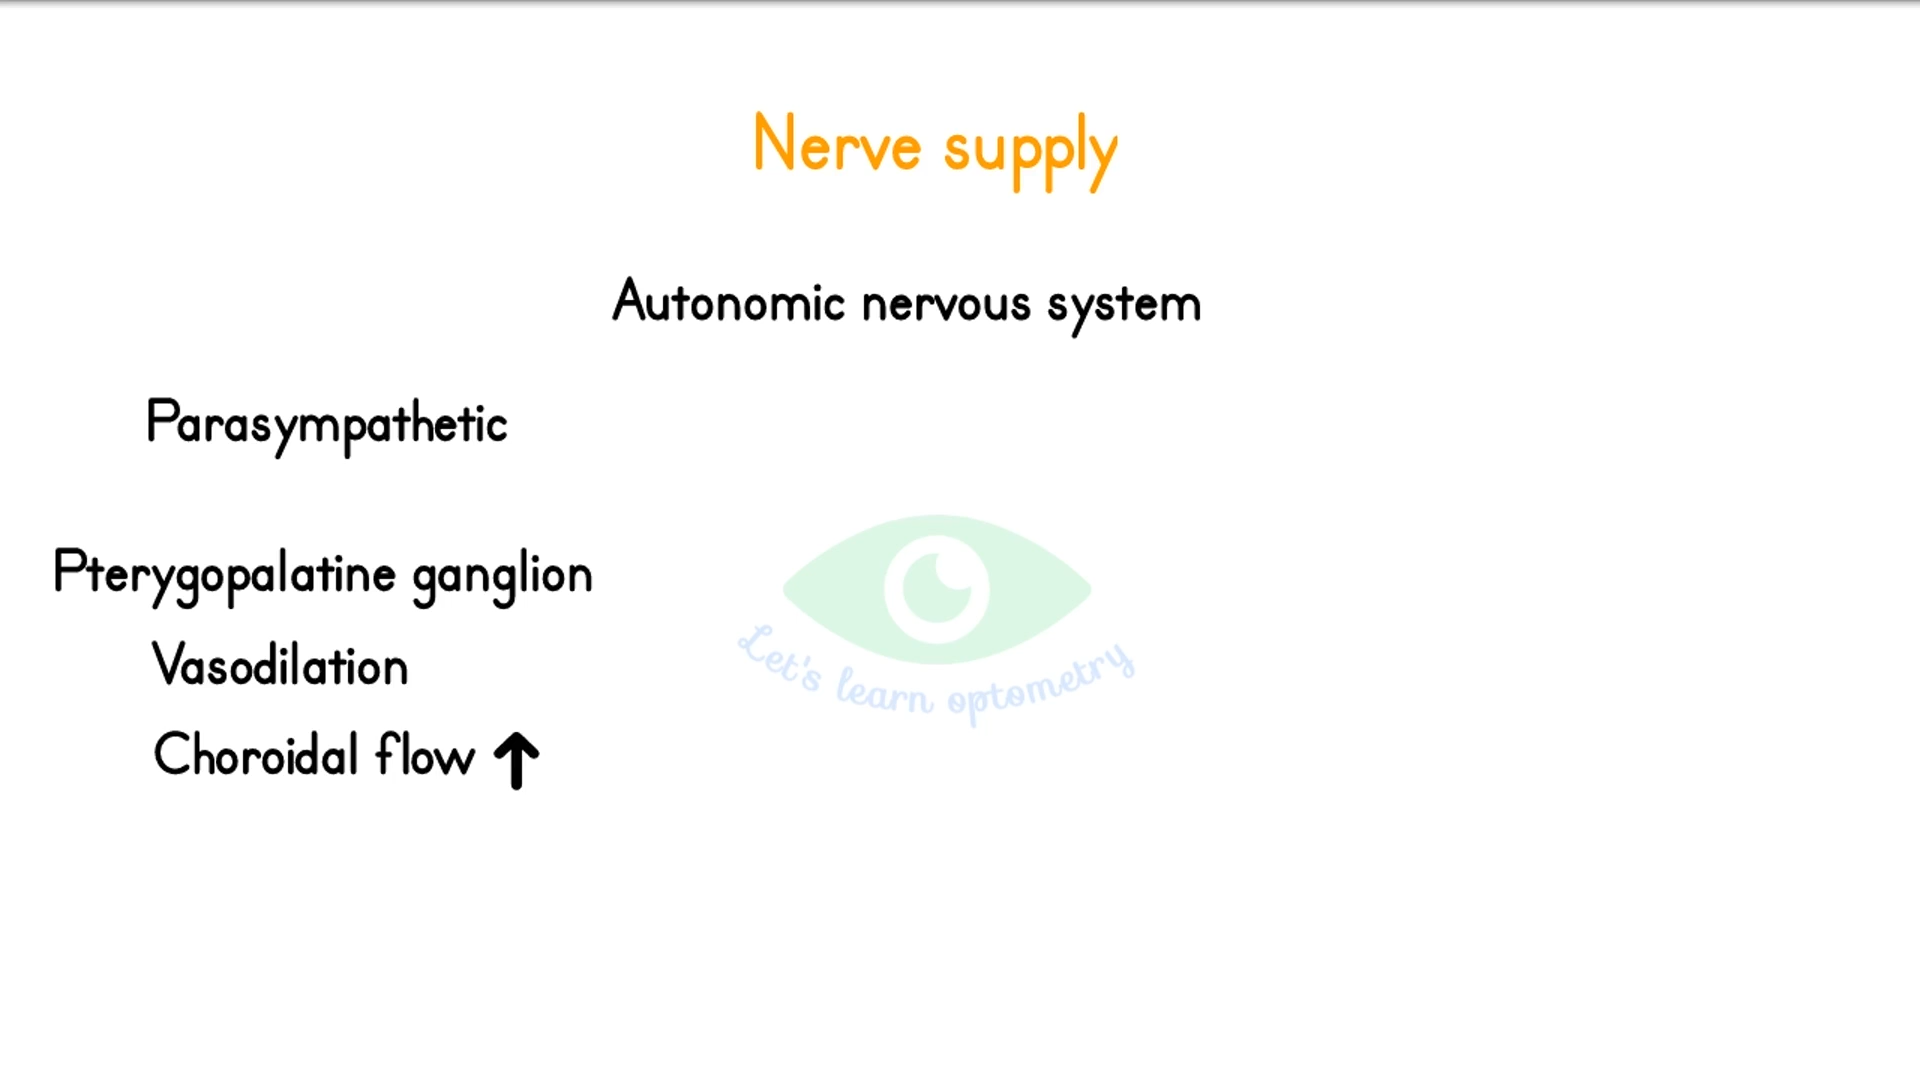 Nerve supply
Autonomic nervous system
Parasympathetic
Pterygopalatine ganglion
Let's learn optometry
Vasodilation
Choroidal flow ↑